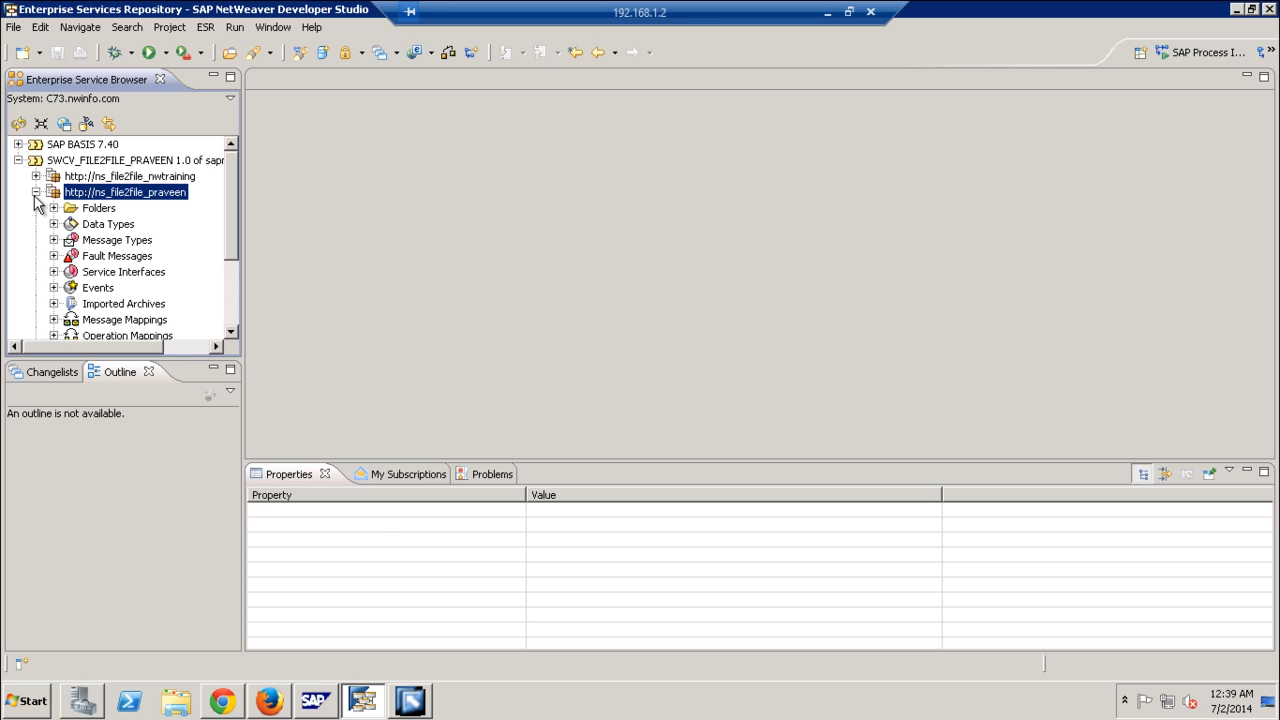 Enterprise Services Repository - SAP NetWeaver Developer Studio
192.168.1.2
File Edit Navigate Search Project ESR Run Window Help
SAP Process I...
Enterprise Service Browser
System: C73.nwinfo.com
SAP BASIS 7.40
SWCV_FILE2FILE_PRAVEEN 1.0 of sapr
http://ns_file2file_nwtraining
http://ns_file2file_praveen
Folders
Data Types
Message Types
Fault Messages
Service Interfaces
Events
Imported Archives
Message Mappings
Operation Mappings
Changelists Outline
An outline is not available.
Properties My Subscriptions Problems
Property Value
Start
12:39 AM
7/2/2014